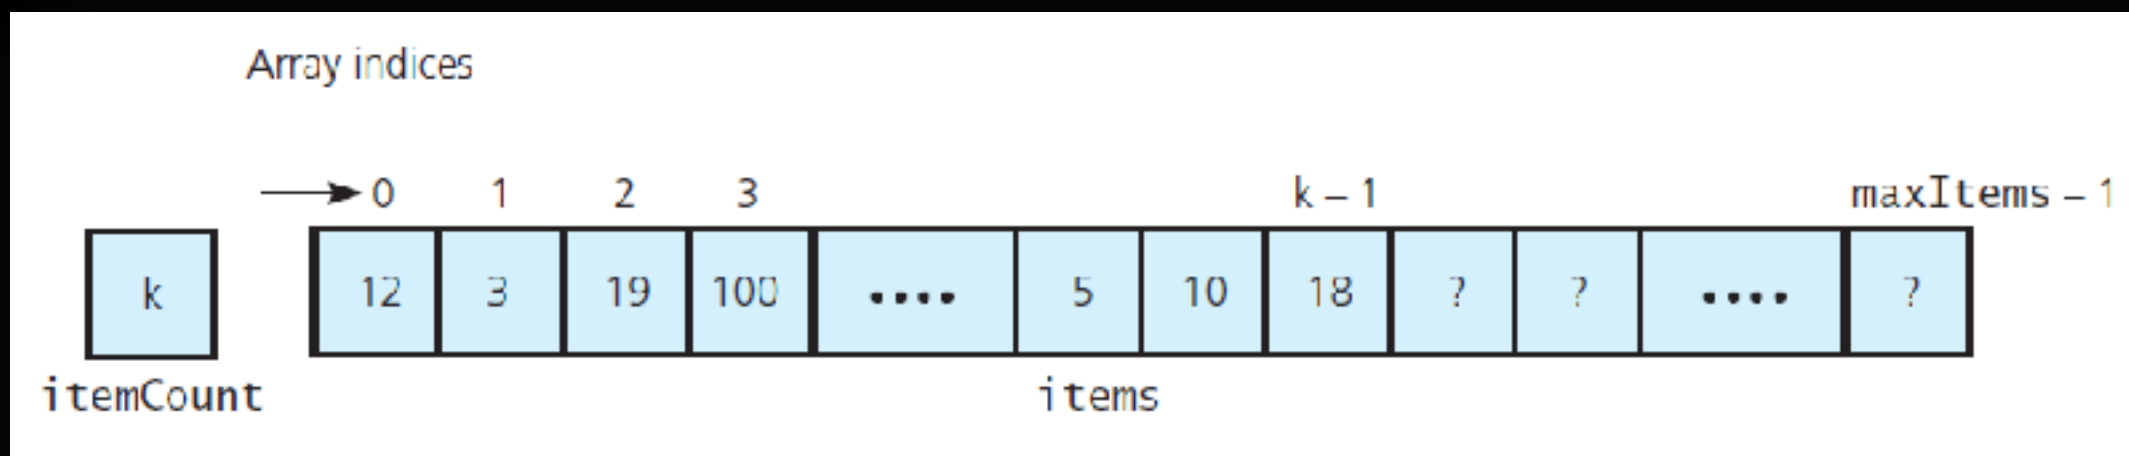 Array indices
0 1 2 3 k – 1 maxItems – 1
k 12 3 19 100 .... 5 10 18 ? ? .... ?
itemCount items